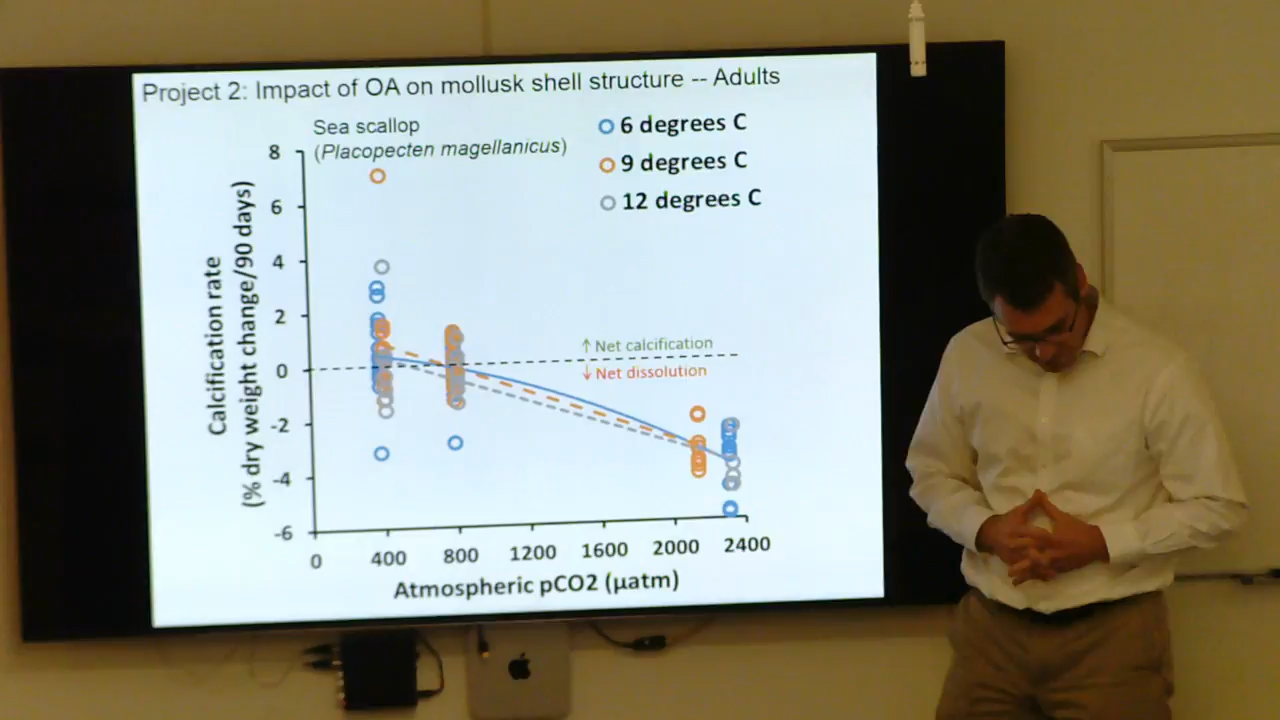 Project 2: Impact of OA on mollusk shell structure -- Adults
Sea scallop
(Placopecten magellanicus)
6 degrees C
9 degrees C
12 degrees C
8
6
4
2
0
-2
-4
-6
Calcification rate
(% dry weight change/90 days)
↑ Net calcification
↓ Net dissolution
0 400 800 1200 1600 2000 2400
Atmospheric pCO2 (µatm)